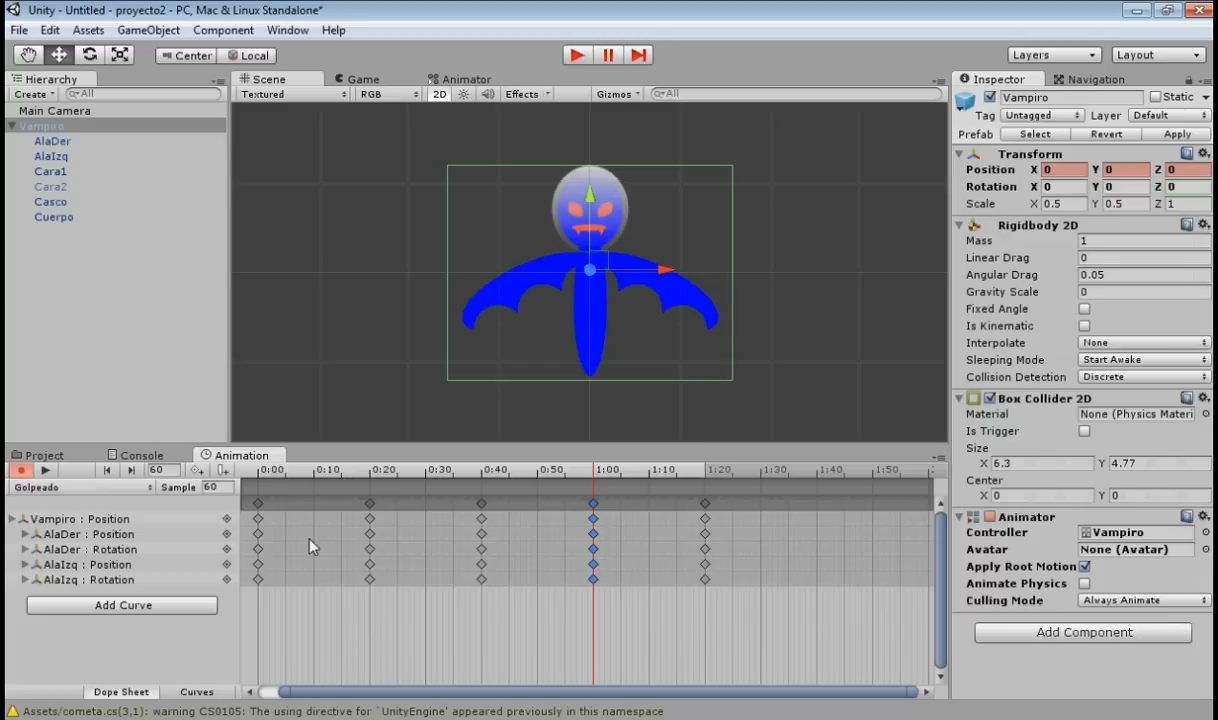 Unity - Untitled - proyecto2 - PC, Mac & Linux Standalone*
File Edit Assets GameObject Component Window Help
Center Local Layers Layout
Hierarchy
Create All
Main Camera
Vampiro
AlaDer
AlaIzq
Cara1
Cara2
Casco
Cuerpo
Scene Game Animator
Textured RGB 2D Effects Gizmos All
Inspector Navigation
Vampiro Static
Tag Untagged Layer Default
Prefab Select Revert Apply
Transform
Position X 0 Y 0 Z 0
Rotation X 0 Y 0 Z 0
Scale X 0.5 Y 0.5 Z 1
Rigidbody 2D
Mass 1
Linear Drag 0
Angular Drag 0.05
Gravity Scale 0
Fixed Angle
Is Kinematic
Interpolate None
Sleeping Mode Start Awake
Collision Detection Discrete
Box Collider 2D
Material None (Physics Materi
Is Trigger
Size
X 6.3 Y 4.77
Center
X 0 Y 0
Animator
Controller Vampiro
Avatar None (Avatar)
Apply Root Motion
Animate Physics
Culling Mode Always Animate
Add Component
Project Console Animation
60 0:00 0:10 0:20 0:30 0:40 0:50 1:00 1:10 1:20 1:30 1:40 1:50
Golpeado Sample 60
Vampiro : Position
AlaDer : Position
AlaDer : Rotation
AlaIzq : Position
AlaIzq : Rotation
Add Curve
Dope Sheet Curves
Assets/cometa.cs(3,1): warning CS0105: The using directive for `UnityEngine' appeared previously in this namespace